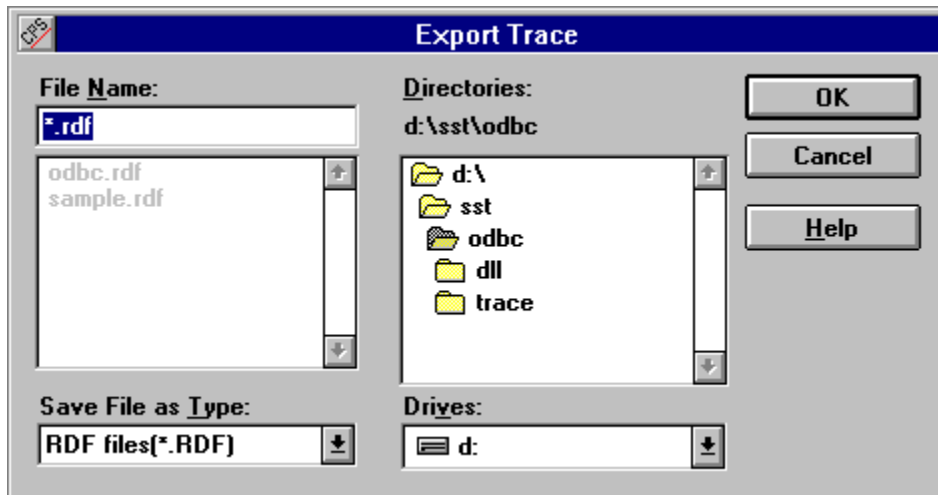 CPS
Export Trace
File Name:
*.rdf
odbc.rdf
sample.rdf
Save File as Type:
RDF files(*.RDF)
Directories:
d:\sst\odbc
d:\
sst
odbc
dll
trace
Drives:
d:
OK
Cancel
Help